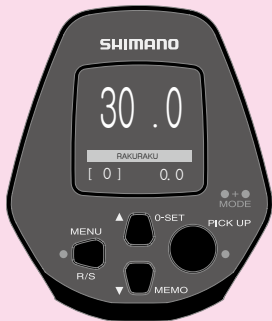 SHIMANO
30.0
RAKURAKU
[ 0] 0.0
●+●
MODE
▲ 0-SET PICK UP
MENU
R/S
▼ MEMO